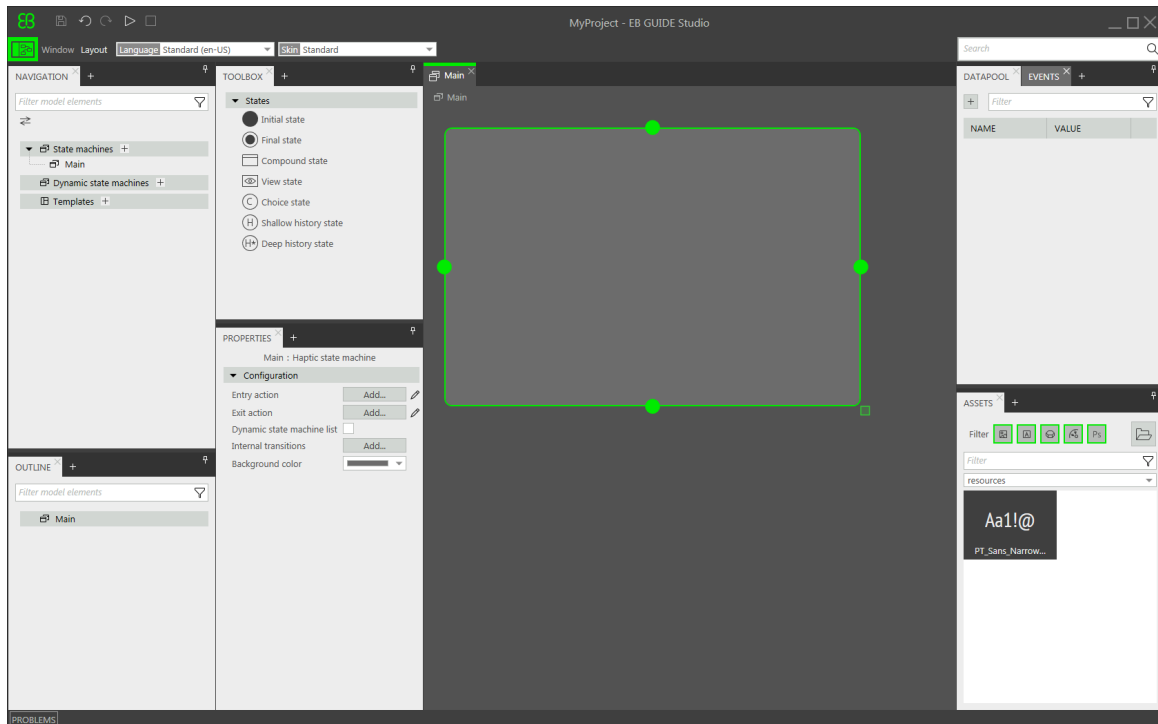 EB
MyProject - EB GUIDE Studio
Window Layout Language Standard (en-US) Skin Standard
Search
NAVIGATION
Filter model elements
State machines
Main
Dynamic state machines
Templates
OUTLINE
Filter model elements
Main
TOOLBOX
States
Initial state
Final state
Compound state
View state
C Choice state
H Shallow history state
H* Deep history state
PROPERTIES
Main : Haptic state machine
Configuration
Entry action Add...
Exit action Add...
Dynamic state machine list
Internal transitions Add...
Background color
Main
Main
DATAPOOL EVENTS
Filter
NAME VALUE
ASSETS
Filter A Ps
Filter
resources
Aa1!@
PT_Sans_Narrow...
PROBLEMS